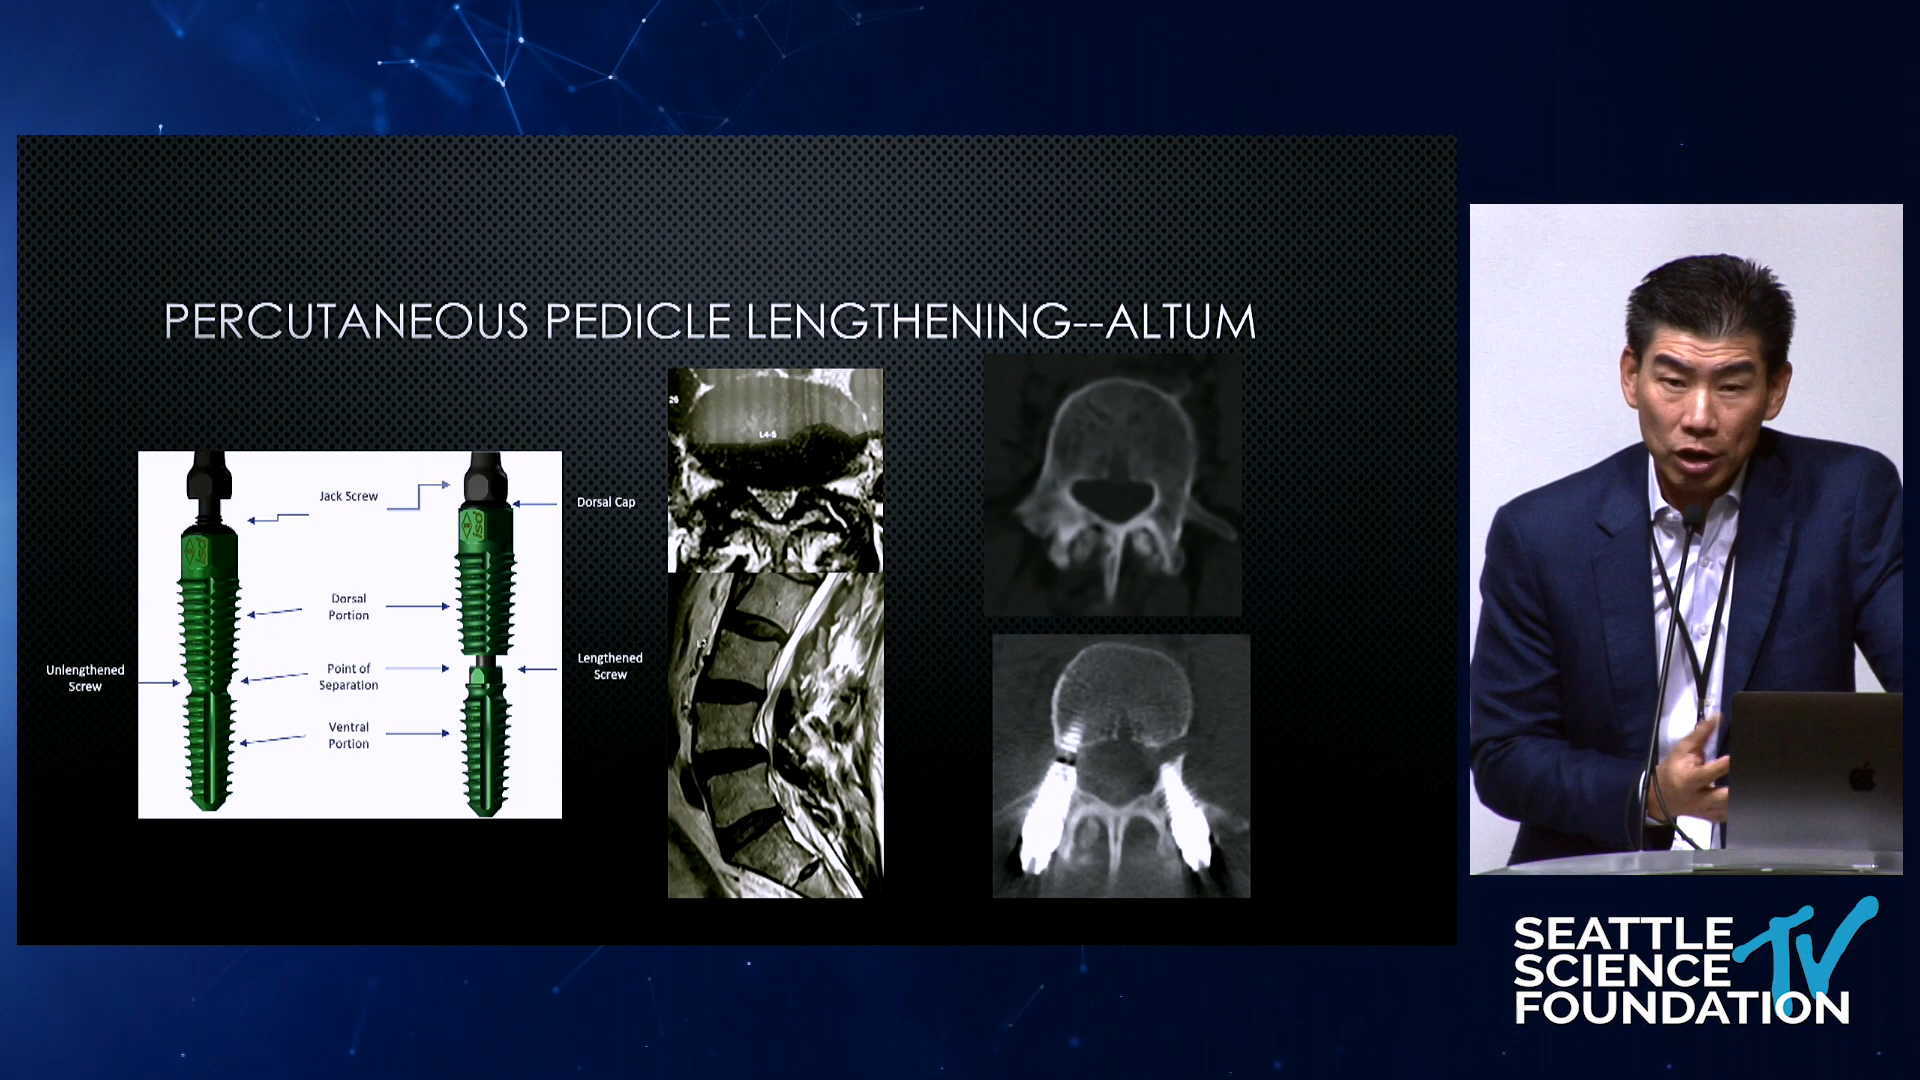 PERCUTANEOUS PEDICLE LENGTHENING--ALTUM
Jack Screw
Dorsal Cap
Dorsal
Portion
Unlengthened
Screw
Point of
Separation
Lengthened
Screw
Ventral
Portion
26
L4-5
SEATTLE
SCIENCE
FOUNDATION
TV